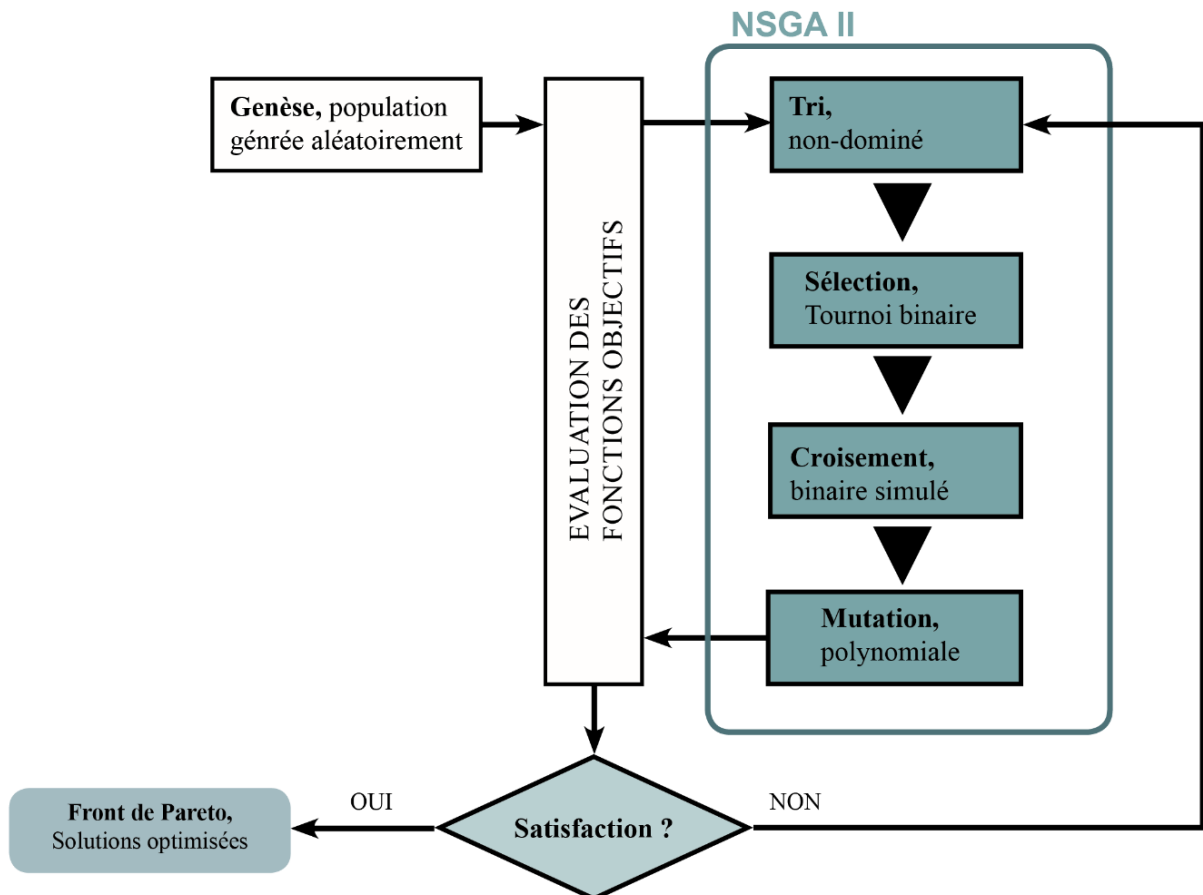 NSGA II
Genèse, population
génrée aléatoirement
EVALUATION DES
FONCTIONS OBJECTIFS
Tri,
non-dominé
Sélection,
Tournoi binaire
Croisement,
binaire simulé
Mutation,
polynomiale
Front de Pareto,
Solutions optimisées
OUI
Satisfaction ?
NON